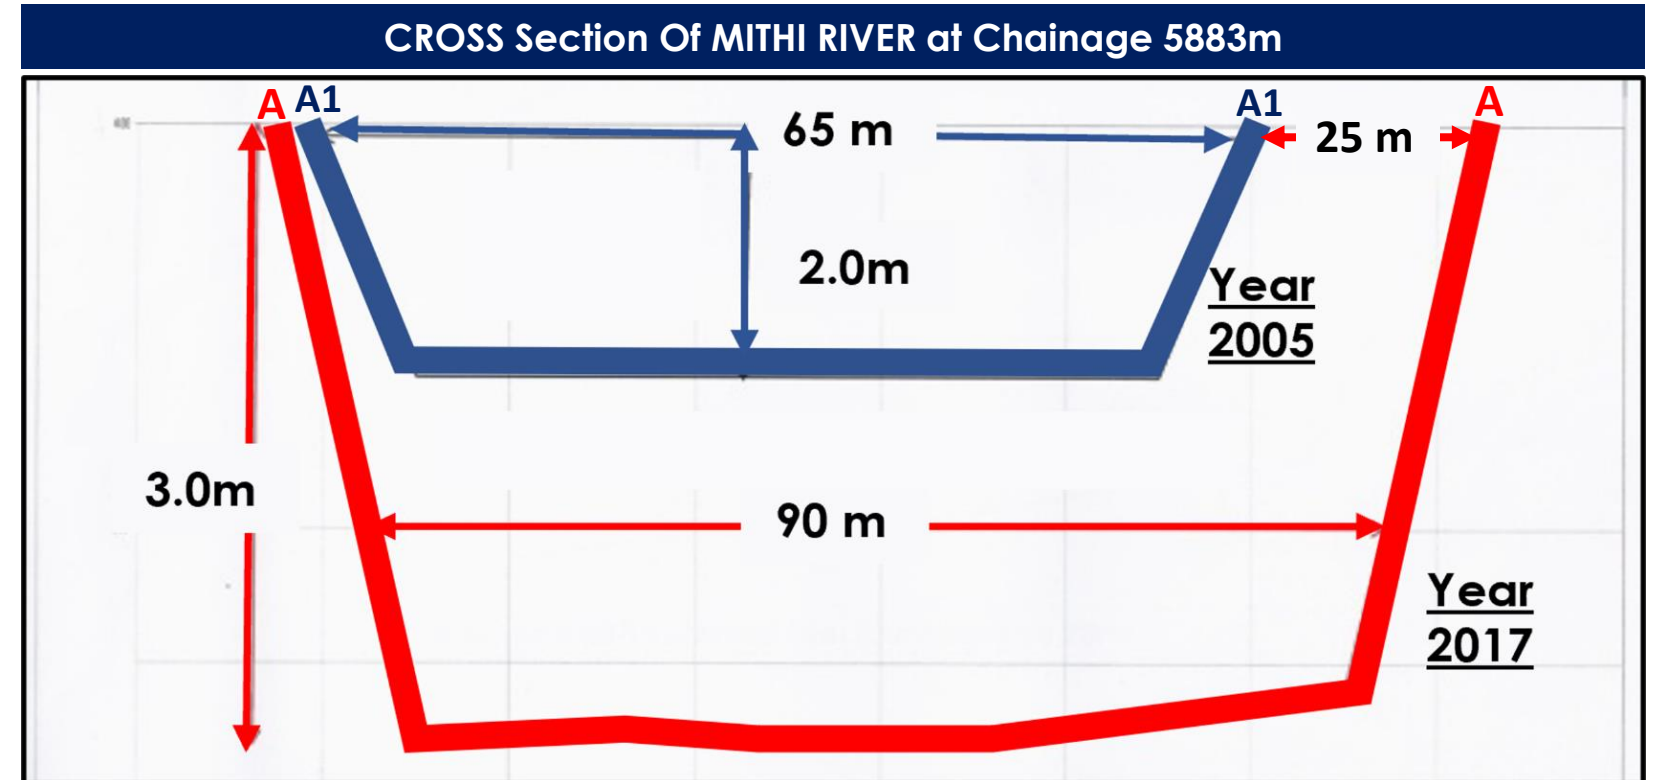 CROSS Section Of MITHI RIVER at Chainage 5883m
A A1 A1 A
65 m 25 m
2.0m
Year
2005
3.0m
90 m
Year
2017